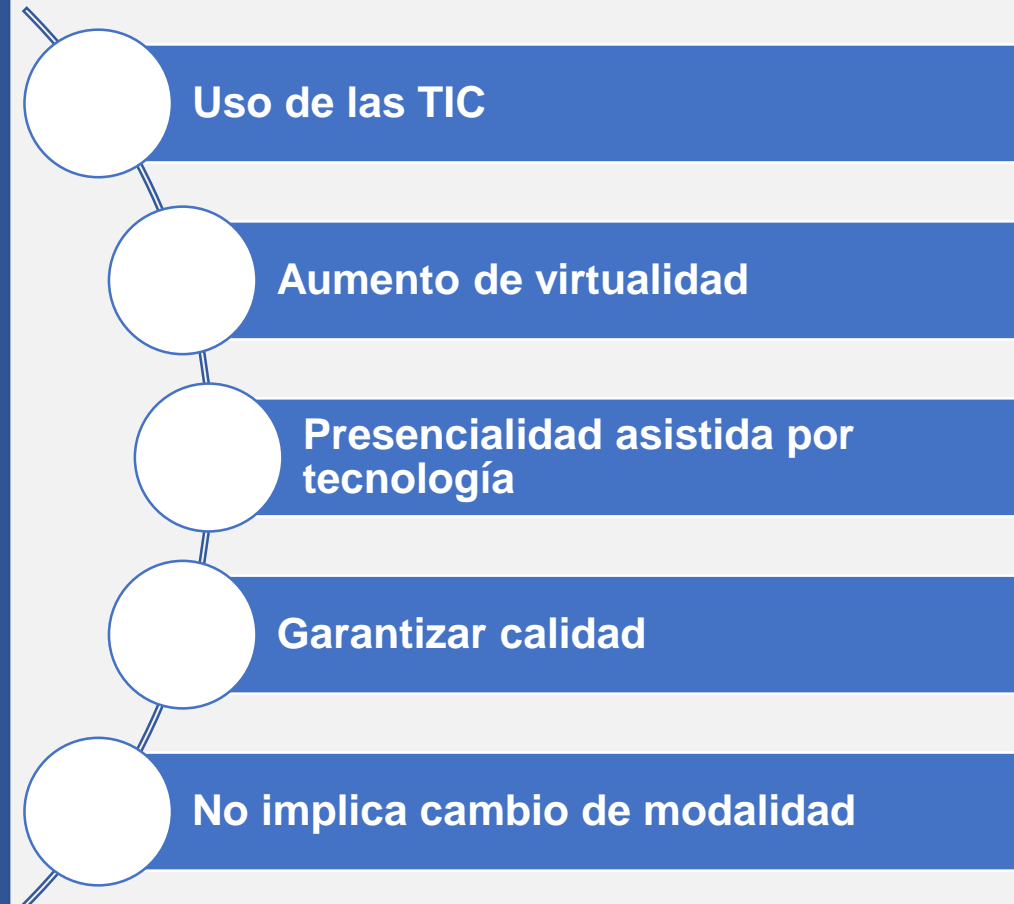 Uso de las TIC
Aumento de virtualidad
Presencialidad asistida por
tecnología
Garantizar calidad
No implica cambio de modalidad